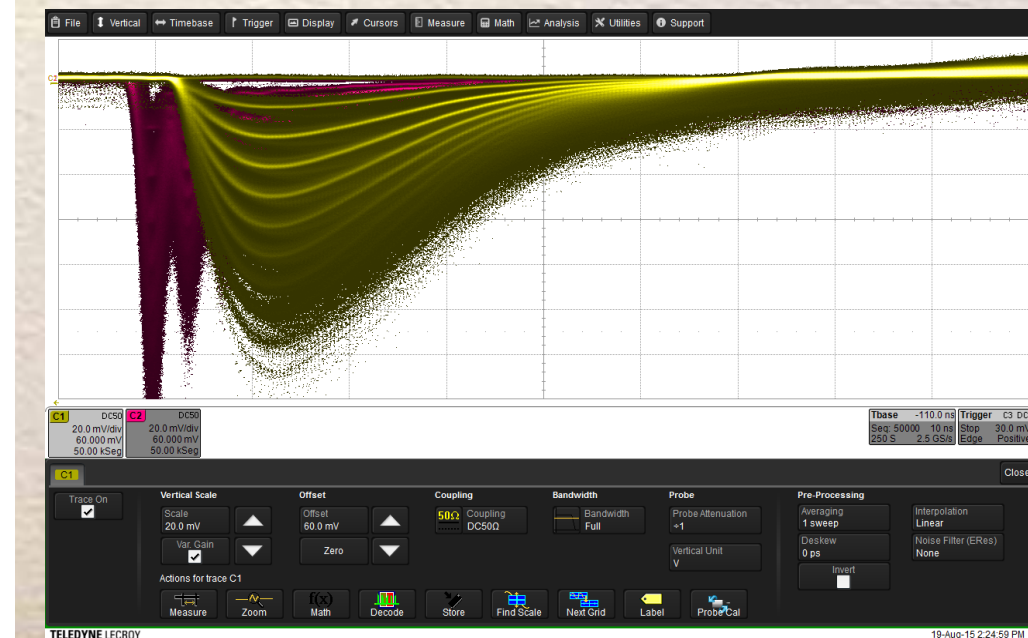 File Vertical Timebase Trigger Display Cursors Measure Math Analysis Utilities Support
C2
C1 DC50
20.0 mV/div
60.000 mV
50.00 kSeg
C2 DC50
20.0 mV/div
60.000 mV
50.00 kSeg
Tbase -110.0 ns
Seq: 50000 10 ns
250 S 2.5 GS/s
Trigger C3 DC
Stop 30.0 mV
Edge Positive
C1
Close
Trace On
Vertical Scale
Scale
20.0 mV
Var. Gain
Offset
Offset
60.0 mV
Zero
Coupling
50Ω Coupling
DC50Ω
Bandwidth
Bandwidth
Full
Probe
Probe Attenuation
÷1
Vertical Unit
V
Pre-Processing
Averaging
1 sweep
Deskew
0 ps
Invert
Interpolation
Linear
Noise Filter (ERes)
None
Actions for trace C1
Measure
Zoom
f(x)
Math
Decode
Store
Find Scale
Next Grid
Label
Probe Cal
TELEDYNE LECROY
19-Aug-15 2:24:59 PM